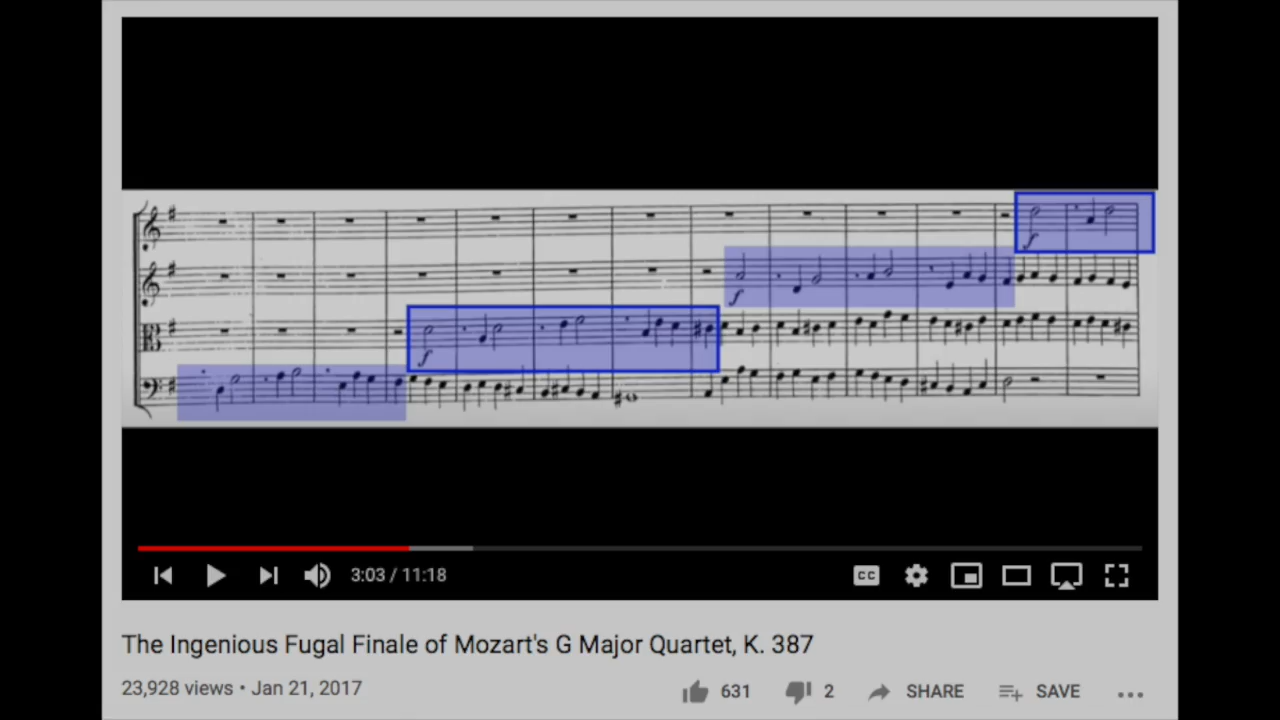 f
f
f
3:03 / 11:18
CC
The Ingenious Fugal Finale of Mozart's G Major Quartet, K. 387
23,928 views • Jan 21, 2017
631
2
SHARE
SAVE